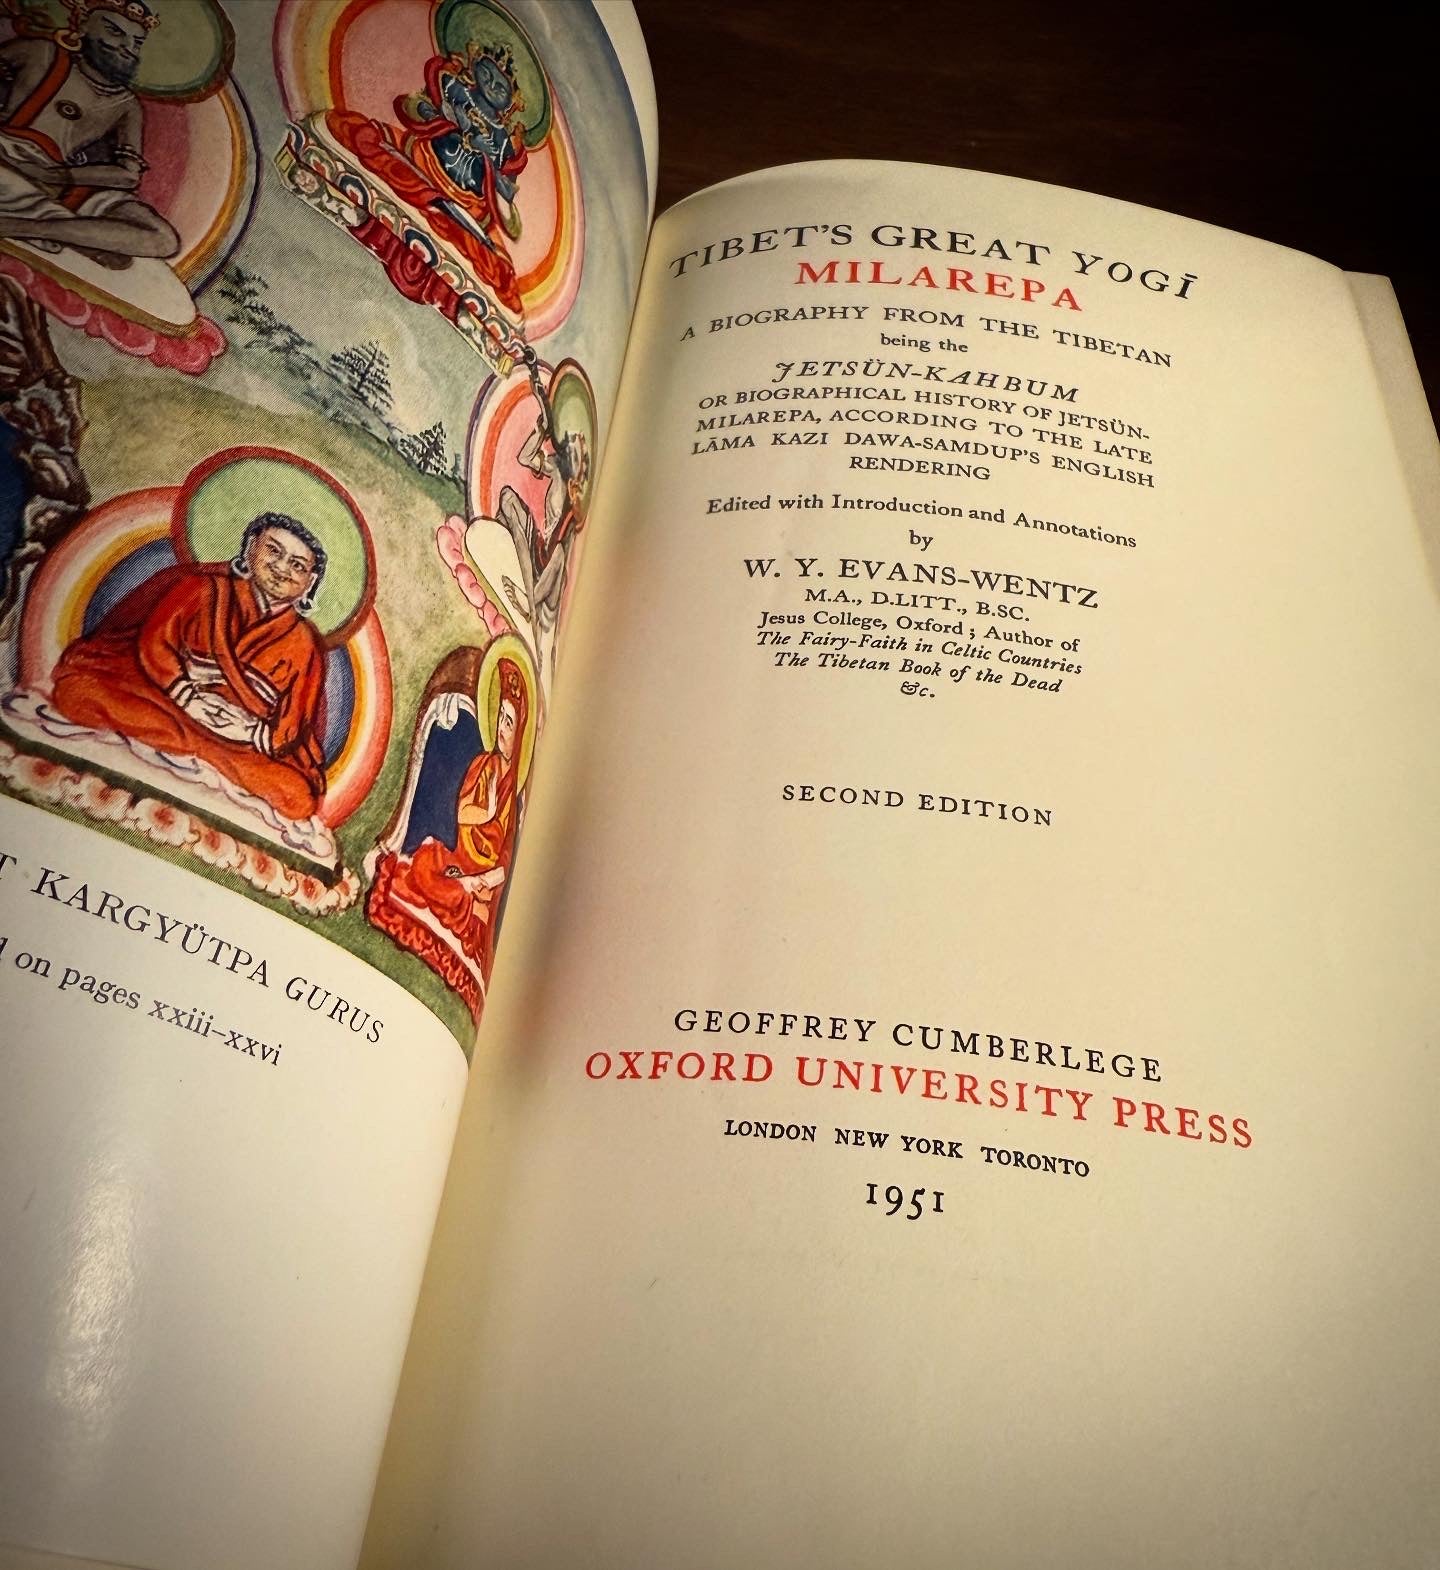 KARGYÜTPA GURUS
on pages xxiii–xxvi
TIBET'S GREAT YOGĪ
MILAREPA
A BIOGRAPHY FROM THE TIBETAN
being the
JETSÜN-KAHBUM
OR BIOGRAPHICAL HISTORY OF JETSÜN-
MILAREPA, ACCORDING TO THE LATE
LĀMA KAZI DAWA-SAMDUP'S ENGLISH
RENDERING
Edited with Introduction and Annotations
by
W. Y. EVANS-WENTZ
M.A., D.LITT., B.SC.
Jesus College, Oxford; Author of
The Fairy-Faith in Celtic Countries
The Tibetan Book of the Dead
&c.
SECOND EDITION
GEOFFREY CUMBERLEGE
OXFORD UNIVERSITY PRESS
LONDON NEW YORK TORONTO
1951